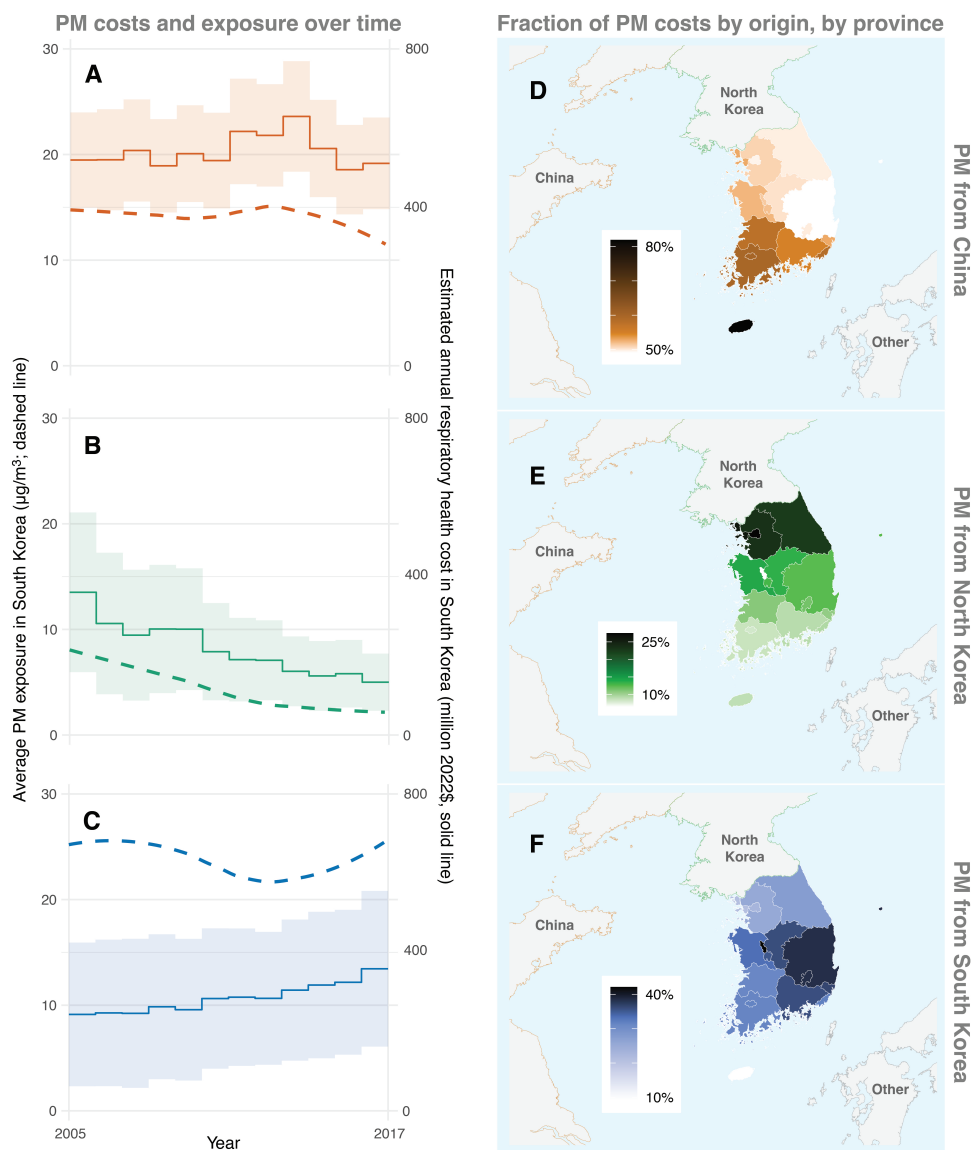 PM costs and exposure over time
Fraction of PM costs by origin, by province
Average PM exposure in South Korea (µg/m³; dashed line)
Estimated annual respiratory health cost in South Korea (million 2022$, solid line)
A
30
20
10
0
800
400
0
B
30
20
10
0
800
400
0
C
30
20
10
0
800
400
0
2005
Year
2017
D
North
Korea
China
Other
80%
50%
PM from China
E
North
Korea
China
Other
25%
10%
PM from North Korea
F
North
Korea
China
Other
40%
10%
PM from South Korea